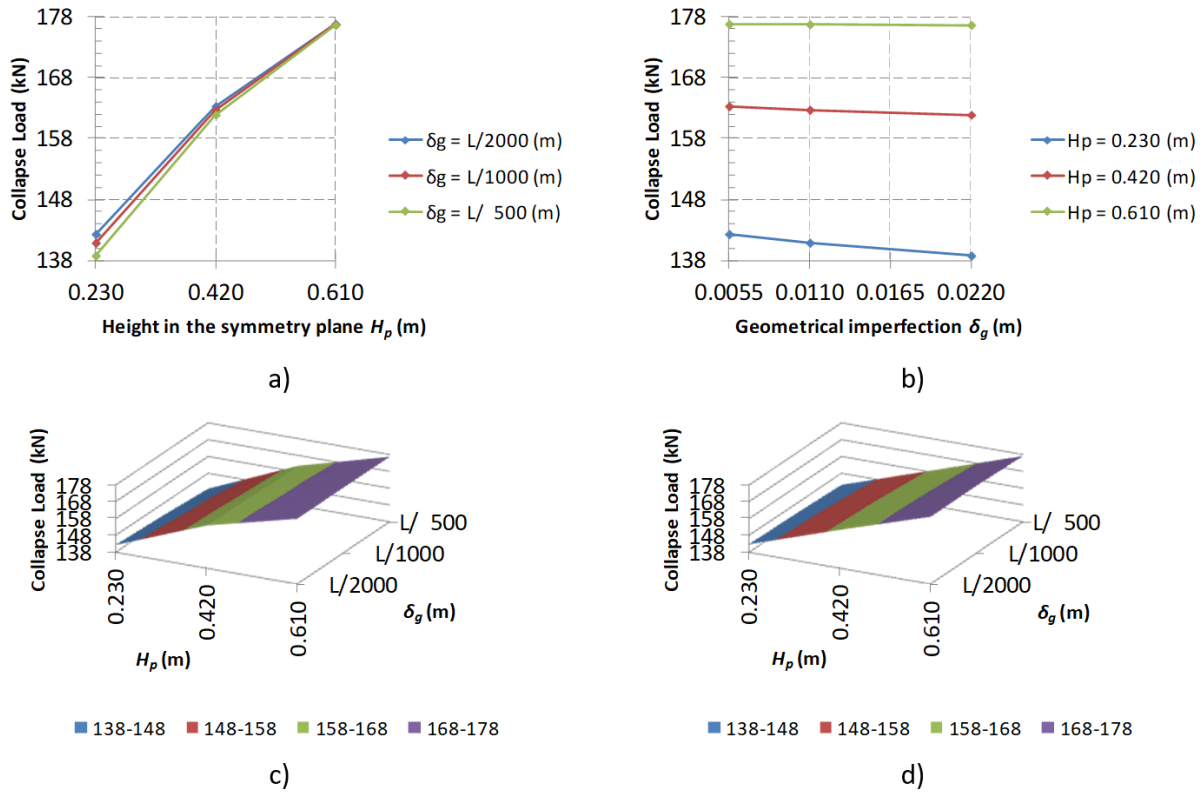 178
168
158
148
138
Collapse Load (kN)
0.230 0.420 0.610
Height in the symmetry plane Hp (m)
δg = L/2000 (m)
δg = L/1000 (m)
δg = L/ 500 (m)
a)
178
168
158
148
138
Collapse Load (kN)
0.0055 0.0110 0.0165 0.0220
Geometrical imperfection δg (m)
Hp = 0.230 (m)
Hp = 0.420 (m)
Hp = 0.610 (m)
b)
Collapse Load (kN)
178
168
158
148
138
0.230
0.420
0.610
Hp (m)
L/ 500
L/1000
L/2000
δg (m)
138-148 148-158 158-168 168-178
c)
Collapse Load (kN)
178
168
158
148
138
0.230
0.420
0.610
Hp (m)
L/ 500
L/1000
L/2000
δg (m)
138-148 148-158 158-168 168-178
d)